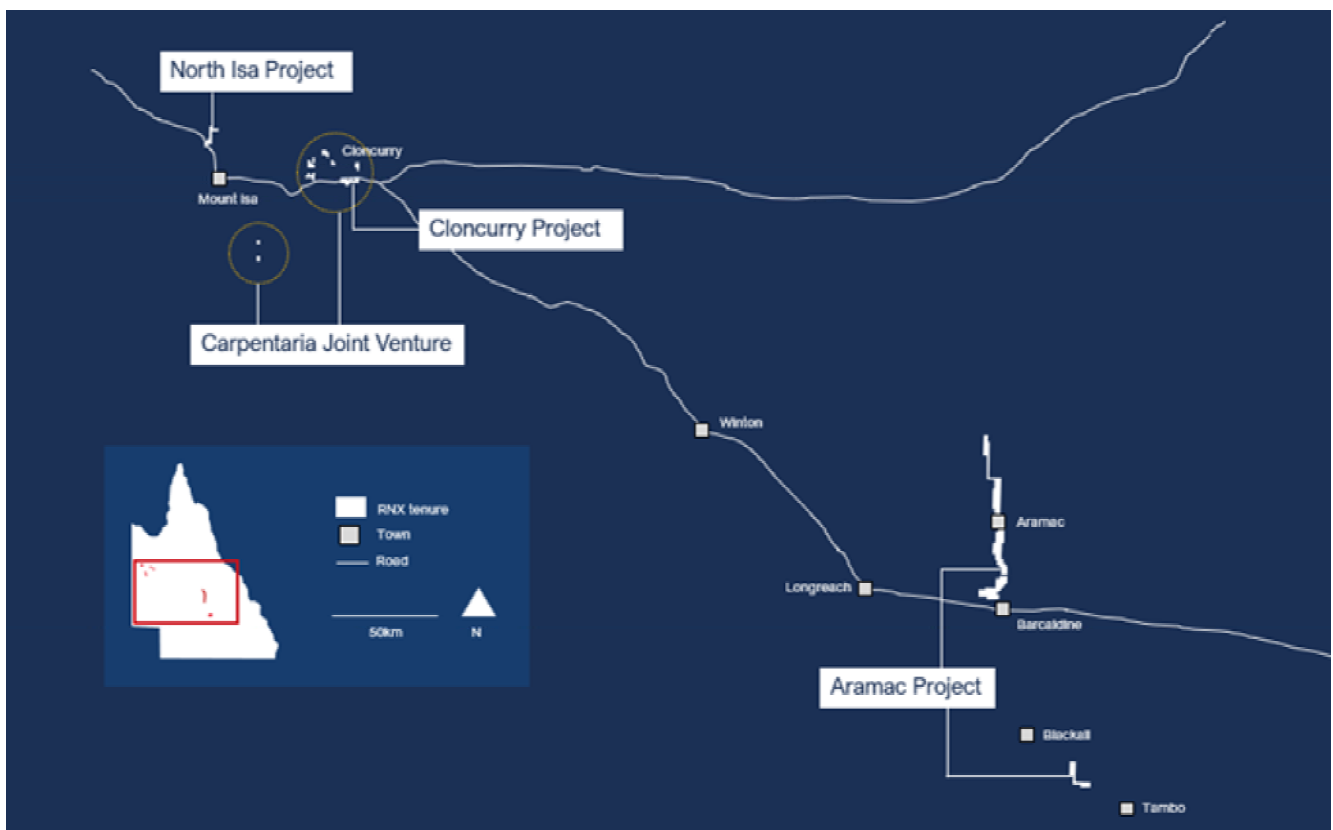 North Isa Project
Cloncurry
Mount Isa
Cloncurry Project
Carpentaria Joint Venture
Winton
RNX tenure
Town
Road
50km
N
Aramac
Longreach
Barcaldine
Aramac Project
Blackall
Tambo